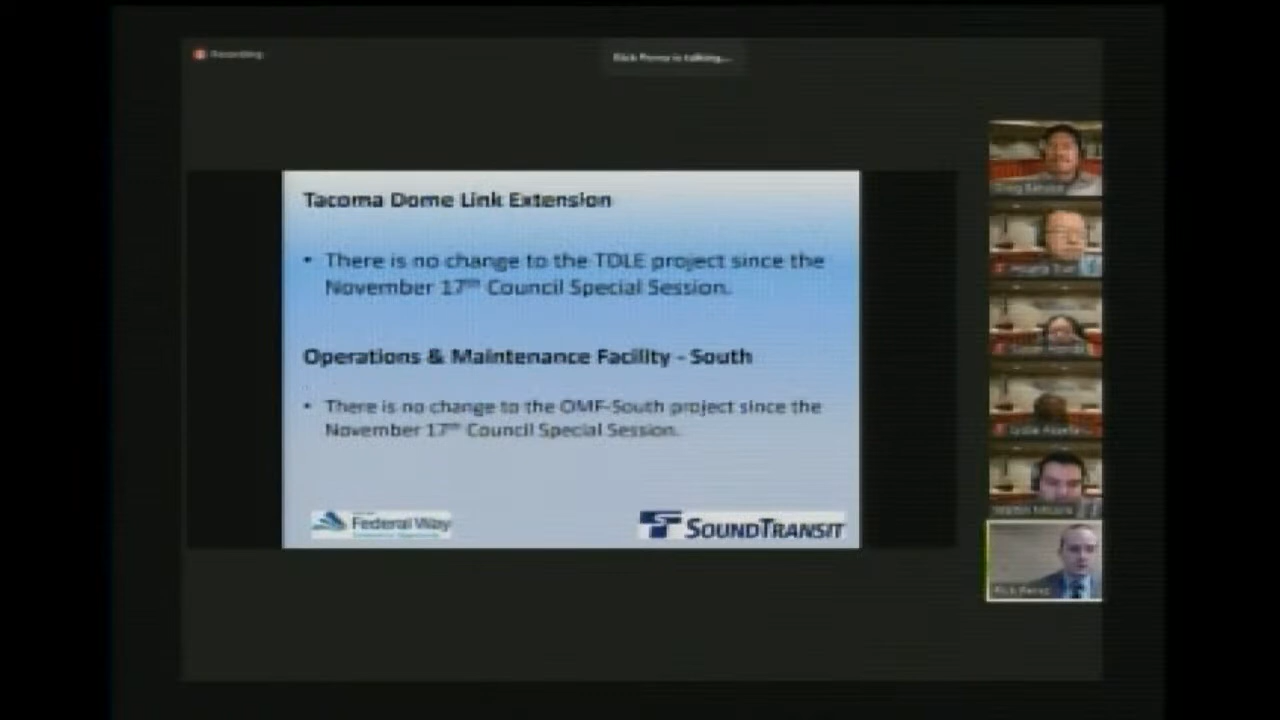 Recording
Rick Perez is talking...
Tacoma Dome Link Extension
• There is no change to the TDLE project since the
November 17th Council Special Session.
Operations & Maintenance Facility - South
• There is no change to the OMF-South project since the
November 17th Council Special Session.
Federal Way
SOUNDTRANSIT
Rick Perez